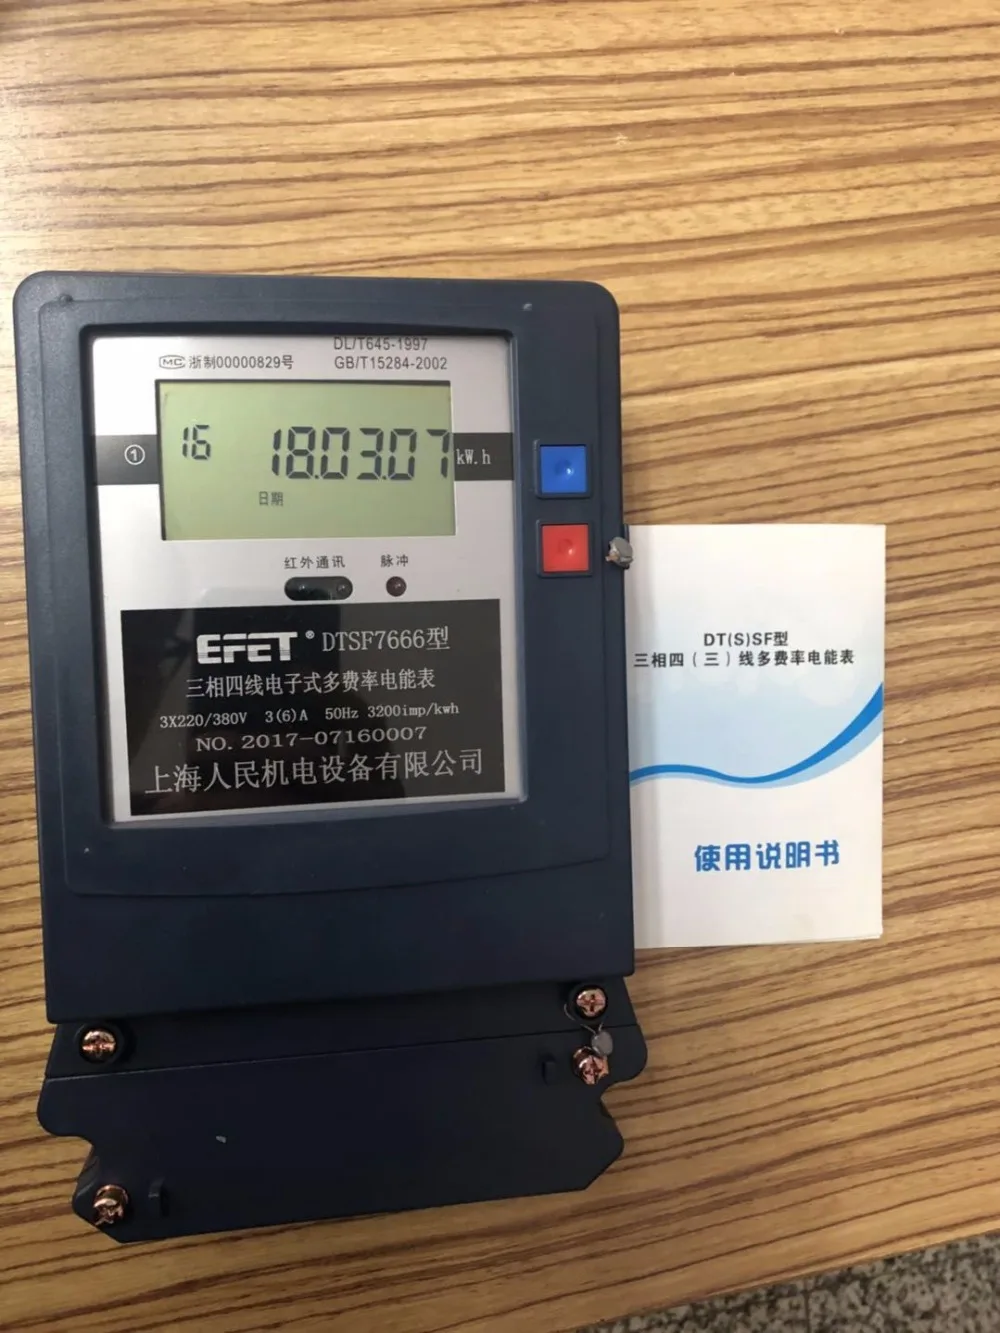 DL/T645-1997
MC 浙制00000829号
GB/T15284-2002
16 18.03.07
① kW.h
日期
红外通讯 脉冲
EFET® DTSF7666型
三相四线电子式多费率电能表
3X220/380V 3(6)A 50Hz 3200imp/kwh
NO. 2017-07160007
上海人民机电设备有限公司
DT(S)SF型
三相四(三)线多费率电能表
使用说明书